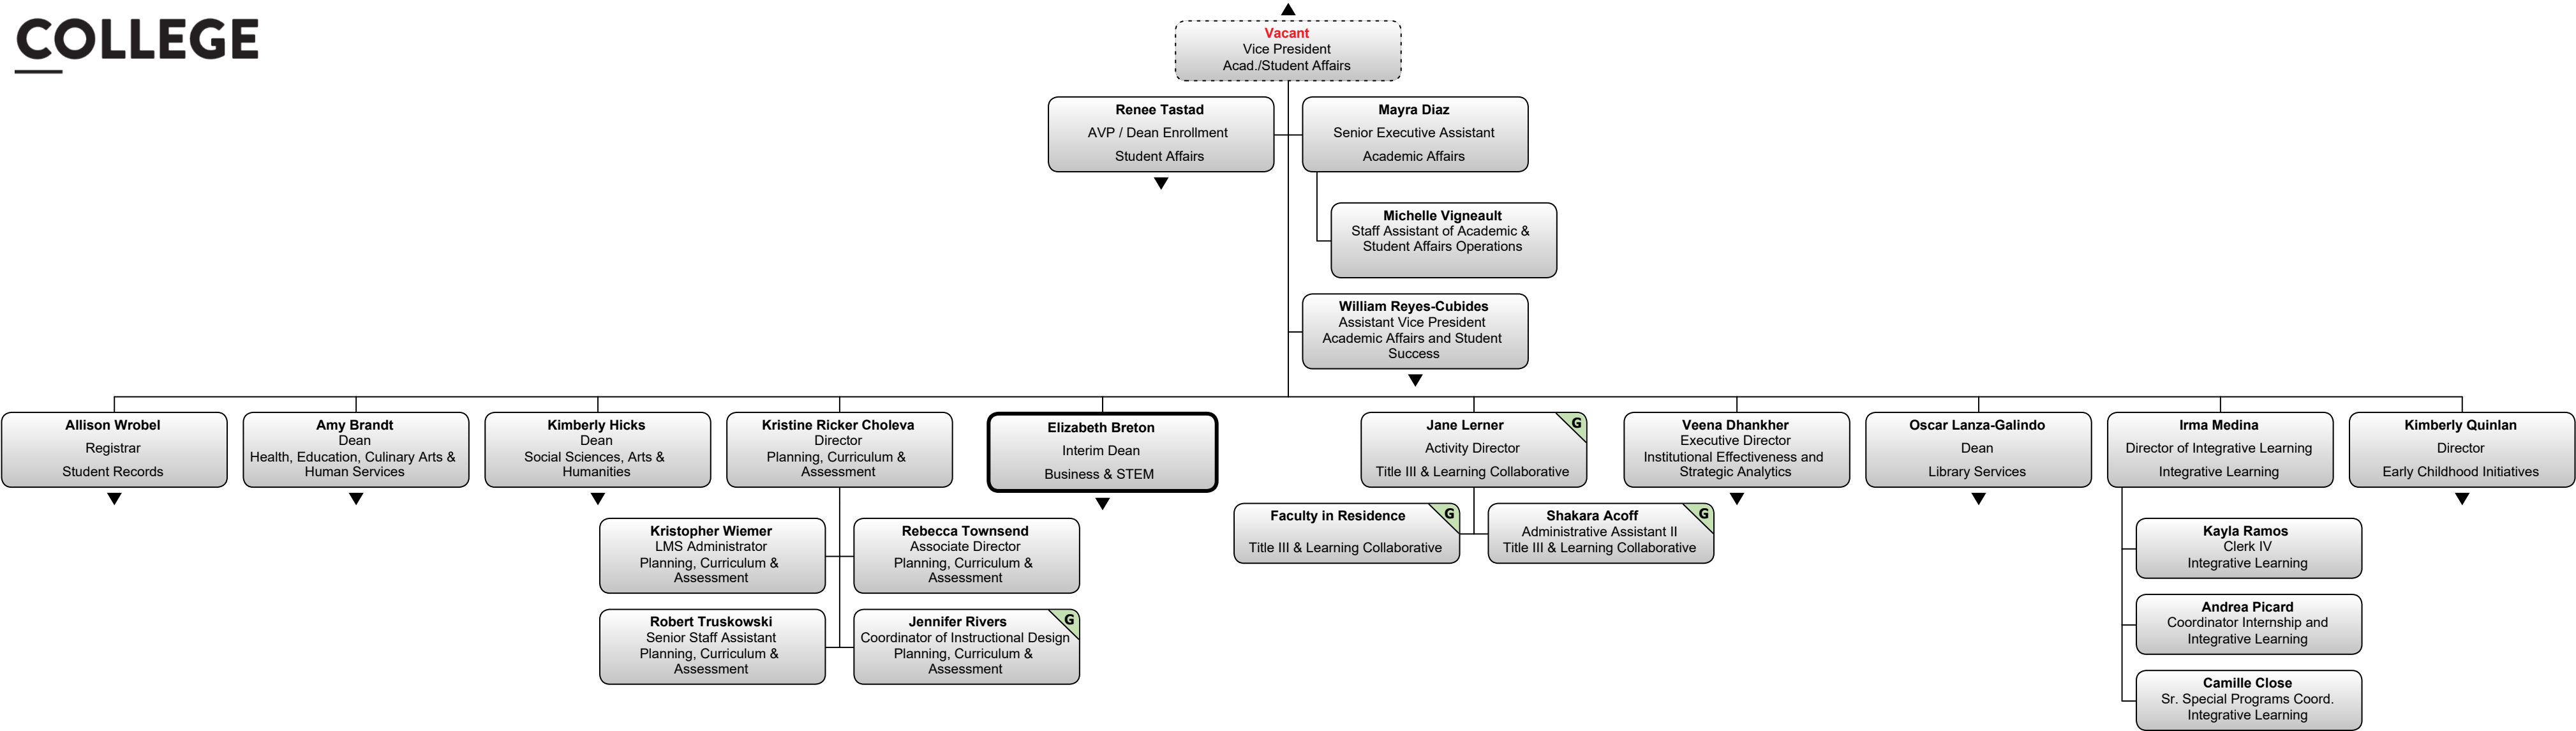 COLLEGE
Vacant
Vice President
Acad./Student Affairs
Renee Tastad
AVP / Dean Enrollment
Student Affairs
Mayra Diaz
Senior Executive Assistant
Academic Affairs
Michelle Vigneault
Staff Assistant of Academic &
Student Affairs Operations
William Reyes-Cubides
Assistant Vice President
Academic Affairs and Student
Success
Allison Wrobel
Registrar
Student Records
Amy Brandt
Dean
Health, Education, Culinary Arts &
Human Services
Kimberly Hicks
Dean
Social Sciences, Arts &
Humanities
Kristine Ricker Choleva
Director
Planning, Curriculum &
Assessment
Elizabeth Breton
Interim Dean
Business & STEM
Jane Lerner
G
Activity Director
Title III & Learning Collaborative
Veena Dhankher
Executive Director
Institutional Effectiveness and
Strategic Analytics
Oscar Lanza-Galindo
Dean
Library Services
Irma Medina
Director of Integrative Learning
Integrative Learning
Kimberly Quinlan
Director
Early Childhood Initiatives
Kristopher Wiemer
LMS Administrator
Planning, Curriculum &
Assessment
Rebecca Townsend
Associate Director
Planning, Curriculum &
Assessment
Robert Truskowski
Senior Staff Assistant
Planning, Curriculum &
Assessment
Jennifer Rivers
G
Coordinator of Instructional Design
Planning, Curriculum &
Assessment
Faculty in Residence
G
Title III & Learning Collaborative
Shakara Acoff
G
Administrative Assistant II
Title III & Learning Collaborative
Kayla Ramos
Clerk IV
Integrative Learning
Andrea Picard
Coordinator Internship and
Integrative Learning
Camille Close
Sr. Special Programs Coord.
Integrative Learning